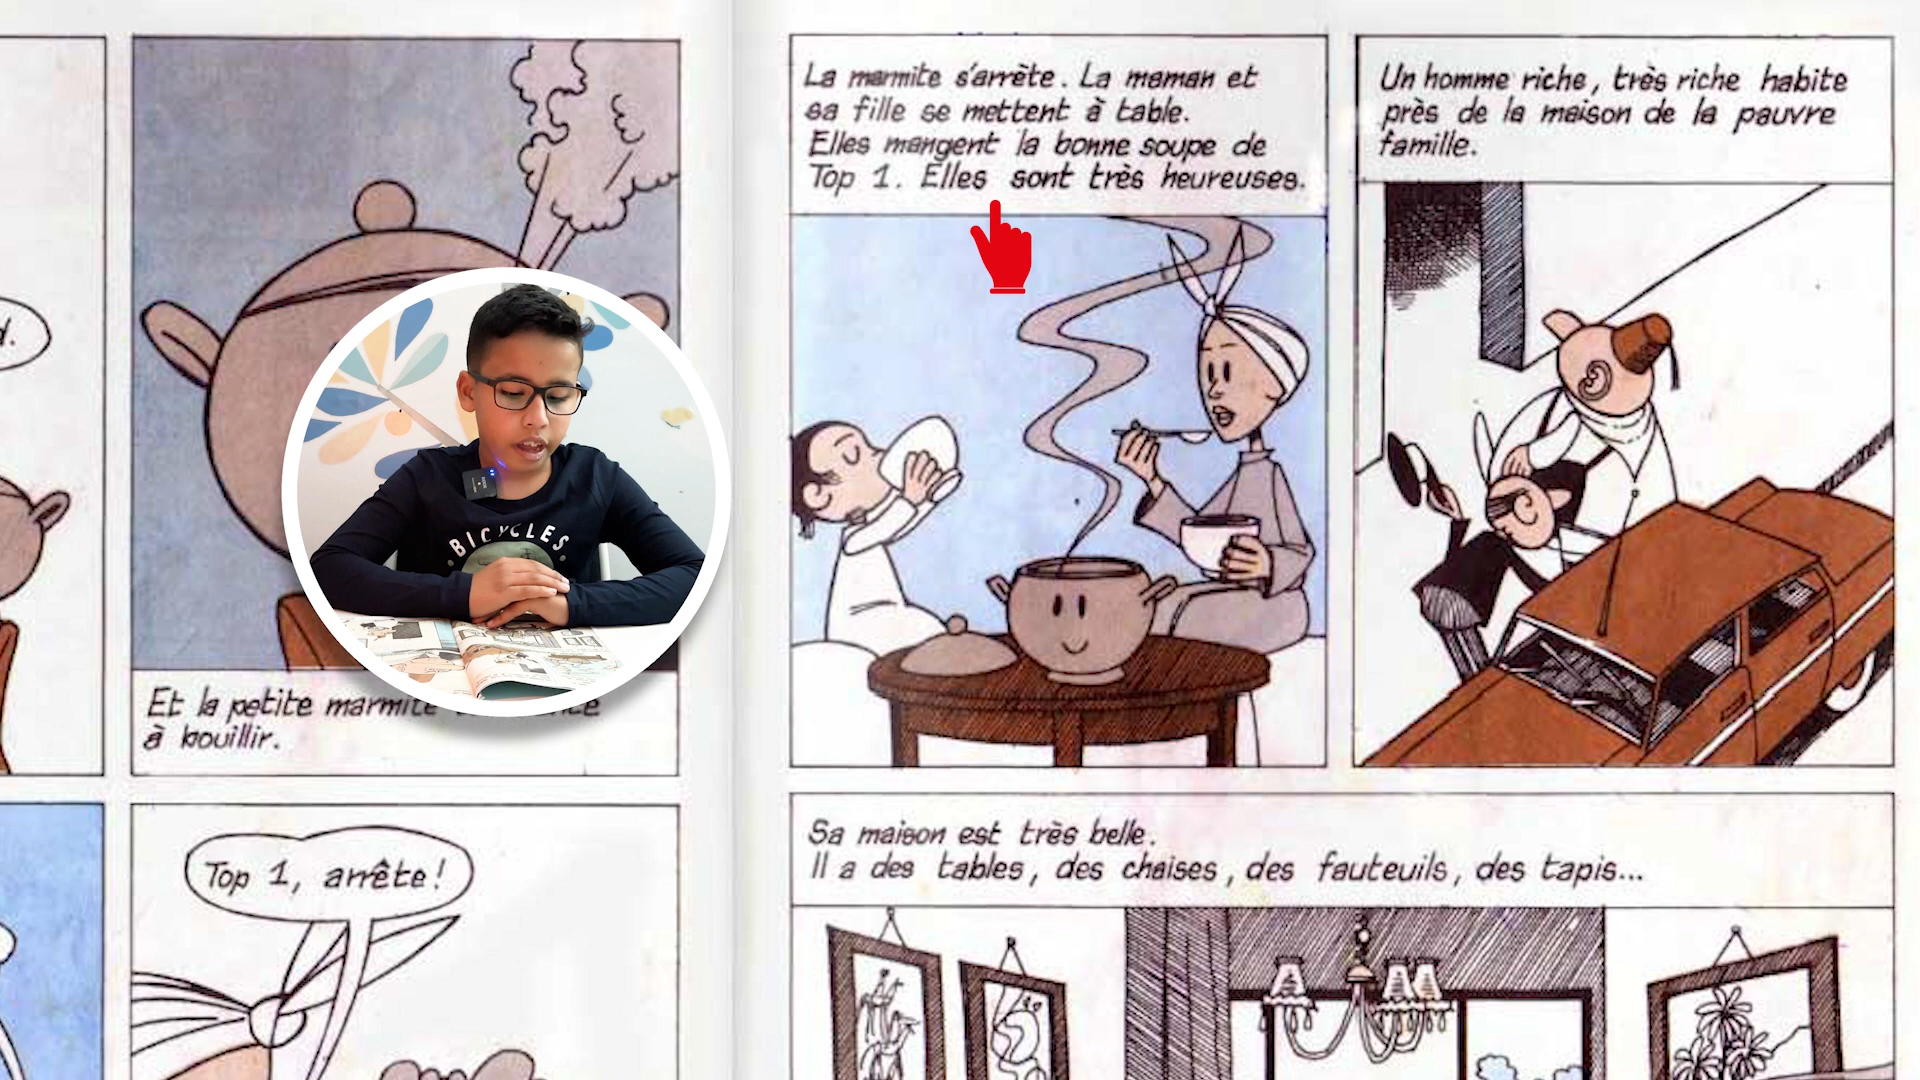 d.
Et la petite marmite
à bouillir.
Top 1, arrête!
La marmite s'arrète. La maman et
sa fille se mettent à table.
Elles mangent la bonne soupe de
Top 1. Elles sont très heureuses.
Un homme riche, très riche habite
près de la maison de la pauvre
famille.
Sa maison est très belle.
Il a des tables, des chaises, des fauteuils, des tapis...
BICYCLES